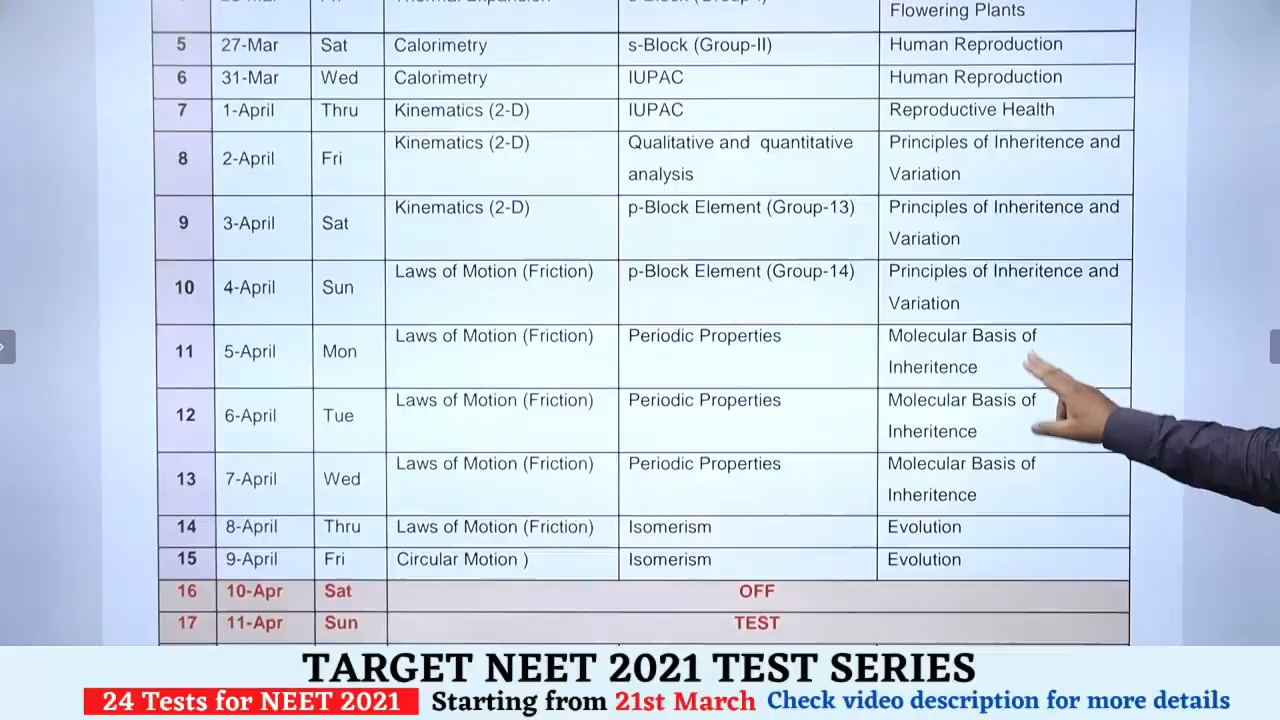 Flowering Plants
5 27-Mar Sat Calorimetry s-Block (Group-II) Human Reproduction
6 31-Mar Wed Calorimetry IUPAC Human Reproduction
7 1-April Thru Kinematics (2-D) IUPAC Reproductive Health
8 2-April Fri Kinematics (2-D) Qualitative and quantitative Principles of Inheritence and
analysis Variation
9 3-April Sat Kinematics (2-D) p-Block Element (Group-13) Principles of Inheritence and
Variation
10 4-April Sun Laws of Motion (Friction) p-Block Element (Group-14) Principles of Inheritence and
Variation
11 5-April Mon Laws of Motion (Friction) Periodic Properties Molecular Basis of
Inheritence
12 6-April Tue Laws of Motion (Friction) Periodic Properties Molecular Basis of
Inheritence
13 7-April Wed Laws of Motion (Friction) Periodic Properties Molecular Basis of
Inheritence
14 8-April Thru Laws of Motion (Friction) Isomerism Evolution
15 9-April Fri Circular Motion ) Isomerism Evolution
16 10-Apr Sat OFF
17 11-Apr Sun TEST
TARGET NEET 2021 TEST SERIES
24 Tests for NEET 2021 Starting from 21st March Check video description for more details